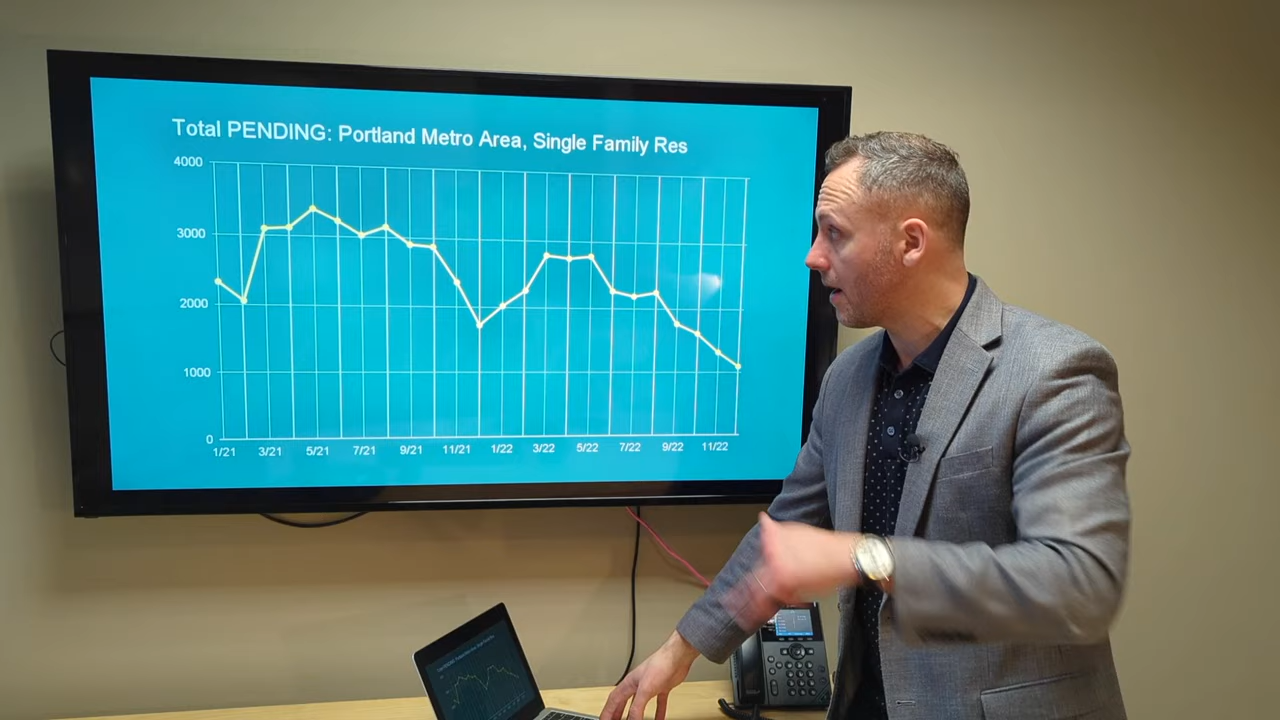 Total PENDING: Portland Metro Area, Single Family Res
4000
3000
2000
1000
0
1/21 3/21 5/21 7/21 9/21 11/21 1/22 3/22 5/22 7/22 9/22 11/22